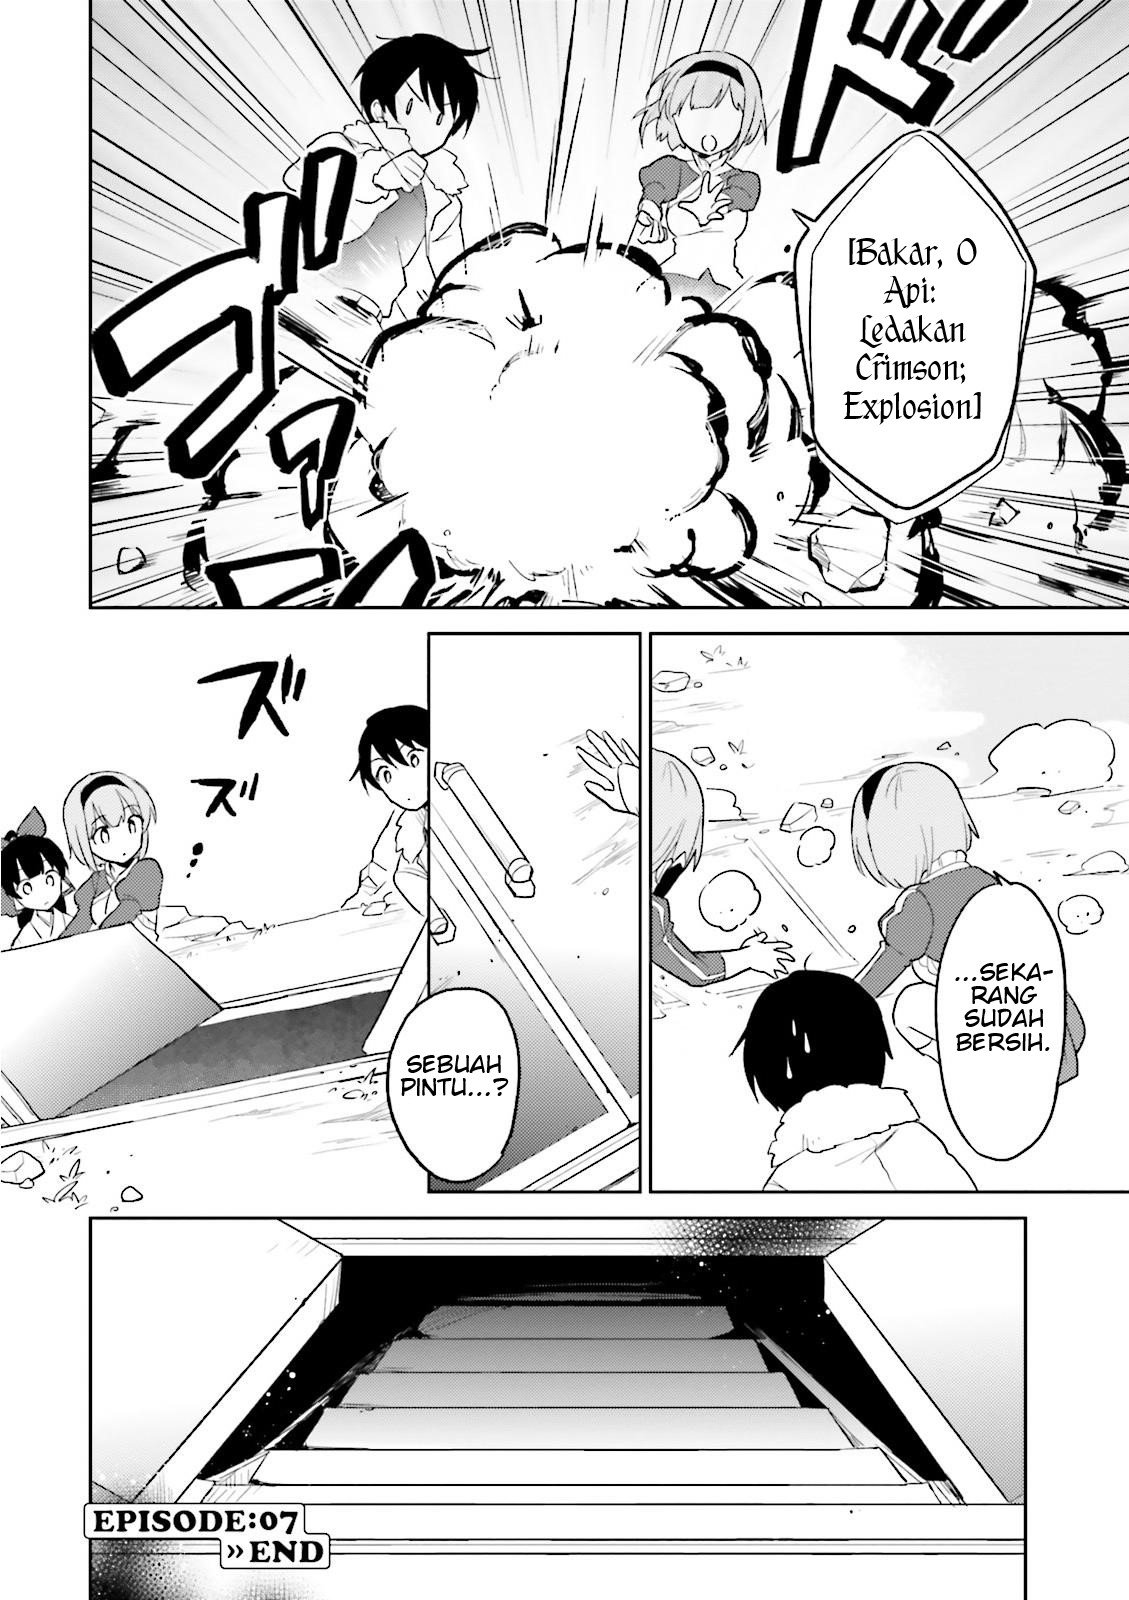 ドゴォォ
[Bakar, O
Api:
Ledakan
Crimson;
Explosion]
...SEKA-
RANG
SUDAH
BERSIH.
SEBUAH
PINTU...?
ズズ...
EPISODE:07
»END